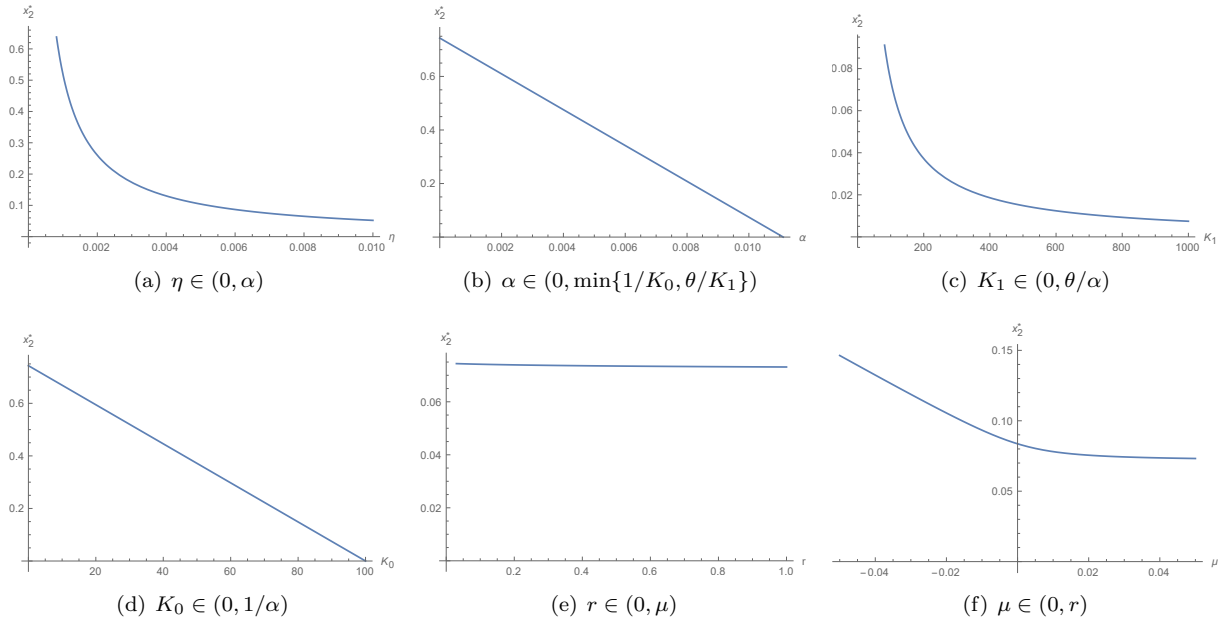 x₂*
0.6
0.5
0.4
0.3
0.2
0.1
0.002 0.004 0.006 0.008 0.010 η
(a) η ∈ (0, α)
x₂*
0.6
0.4
0.2
0.002 0.004 0.006 0.008 0.010 α
(b) α ∈ (0, min{1/K₀, θ/K₁})
x₂*
0.08
0.06
0.04
0.02
200 400 600 800 1000 K₁
(c) K₁ ∈ (0, θ/α)
x₂*
0.6
0.4
0.2
20 40 60 80 100 K₀
(d) K₀ ∈ (0, 1/α)
x₂*
0.06
0.04
0.02
0.2 0.4 0.6 0.8 1.0 r
(e) r ∈ (0, μ)
x₂*
0.15
0.10
0.05
−0.04 −0.02 0.02 0.04 μ
(f) μ ∈ (0, r)